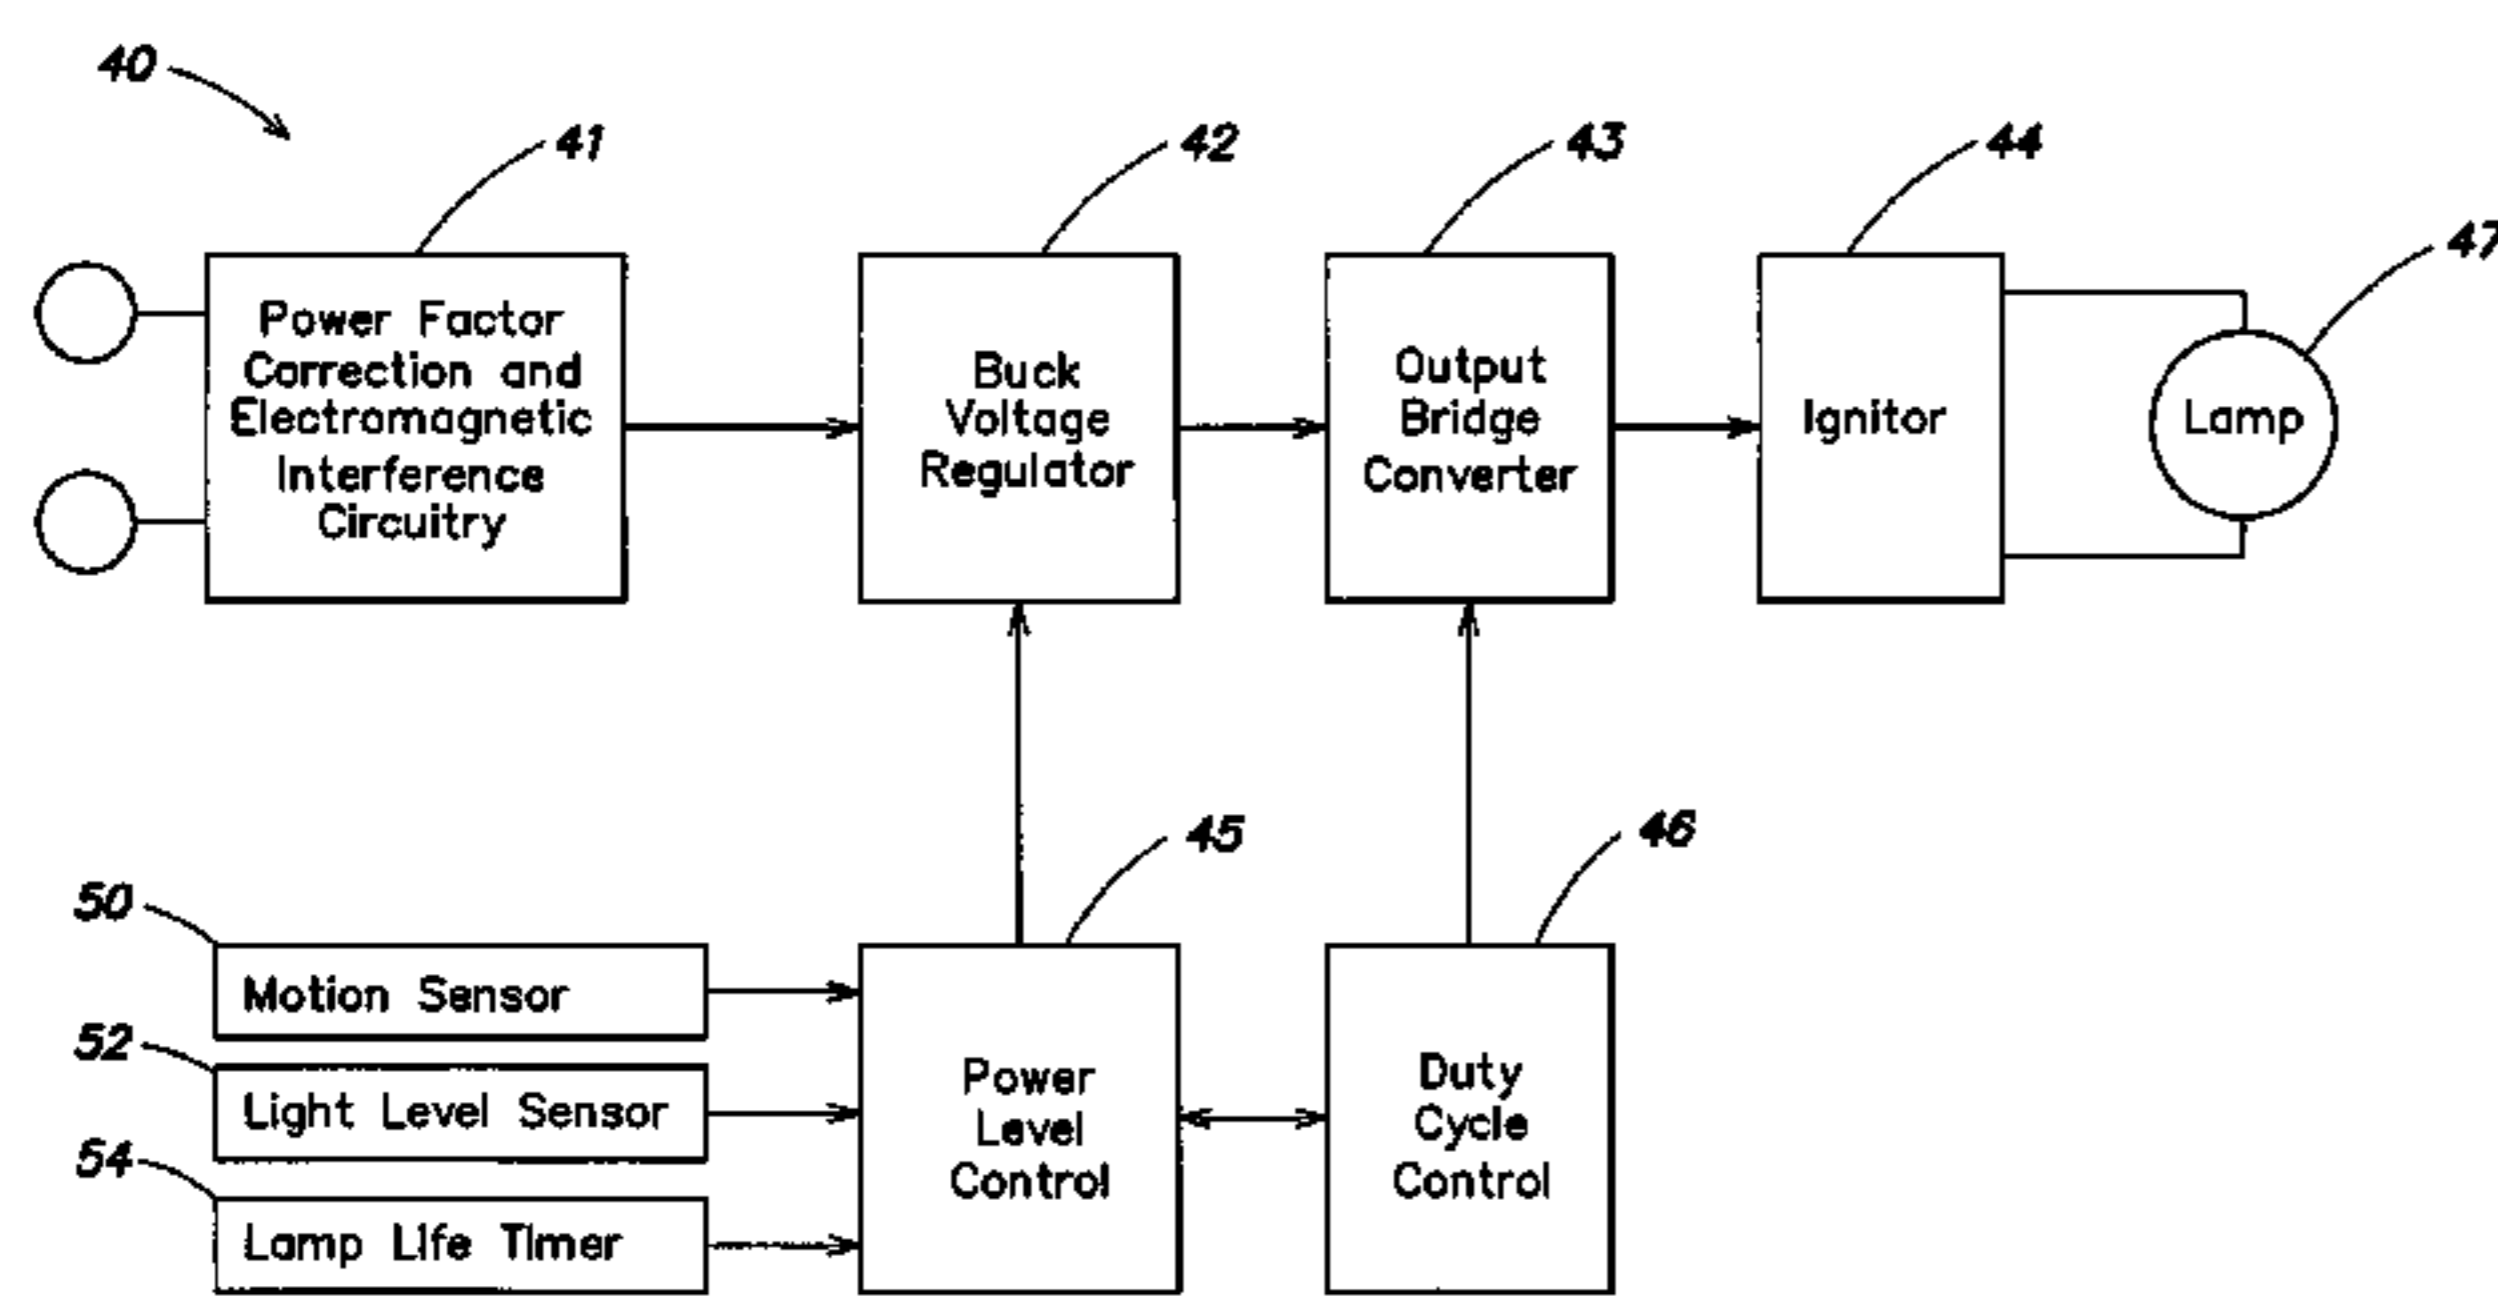 40
41
42
43
44
47
Power Factor
Correction and
Electromagnetic
Interference
Circuitry
Buck
Voltage
Regulator
Output
Bridge
Converter
Ignitor
Lamp
45
46
50
Motion Sensor
52
Light Level Sensor
54
Lamp Life Timer
Power
Level
Control
Duty
Cycle
Control